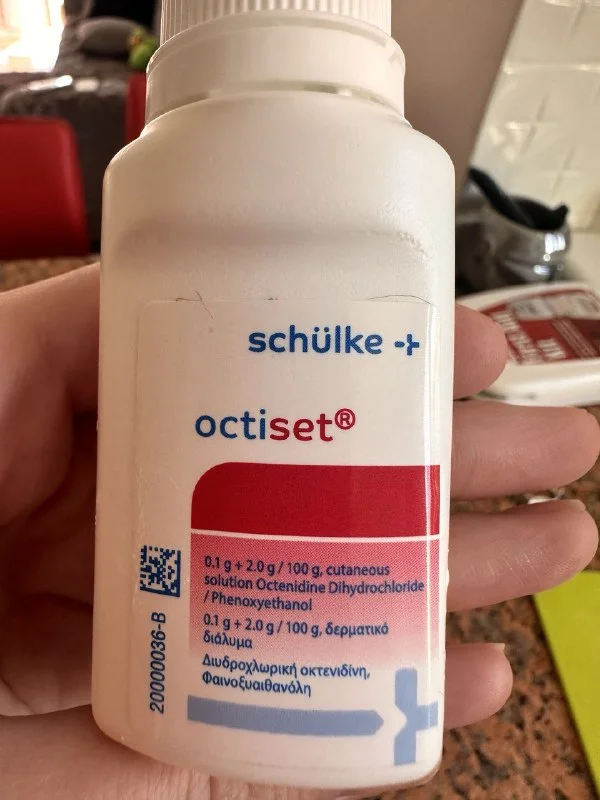 schülke
octiset®
0.1 g + 2.0 g / 100 g, cutaneous
solution Octenidine Dihydrochloride
/ Phenoxyethanol
0.1 g + 2.0 g / 100 g, δερματικό
διάλυμα
Διυδροχλωρική οκτενιδίνη,
Φαινοξυαιθανόλη
20000036-B